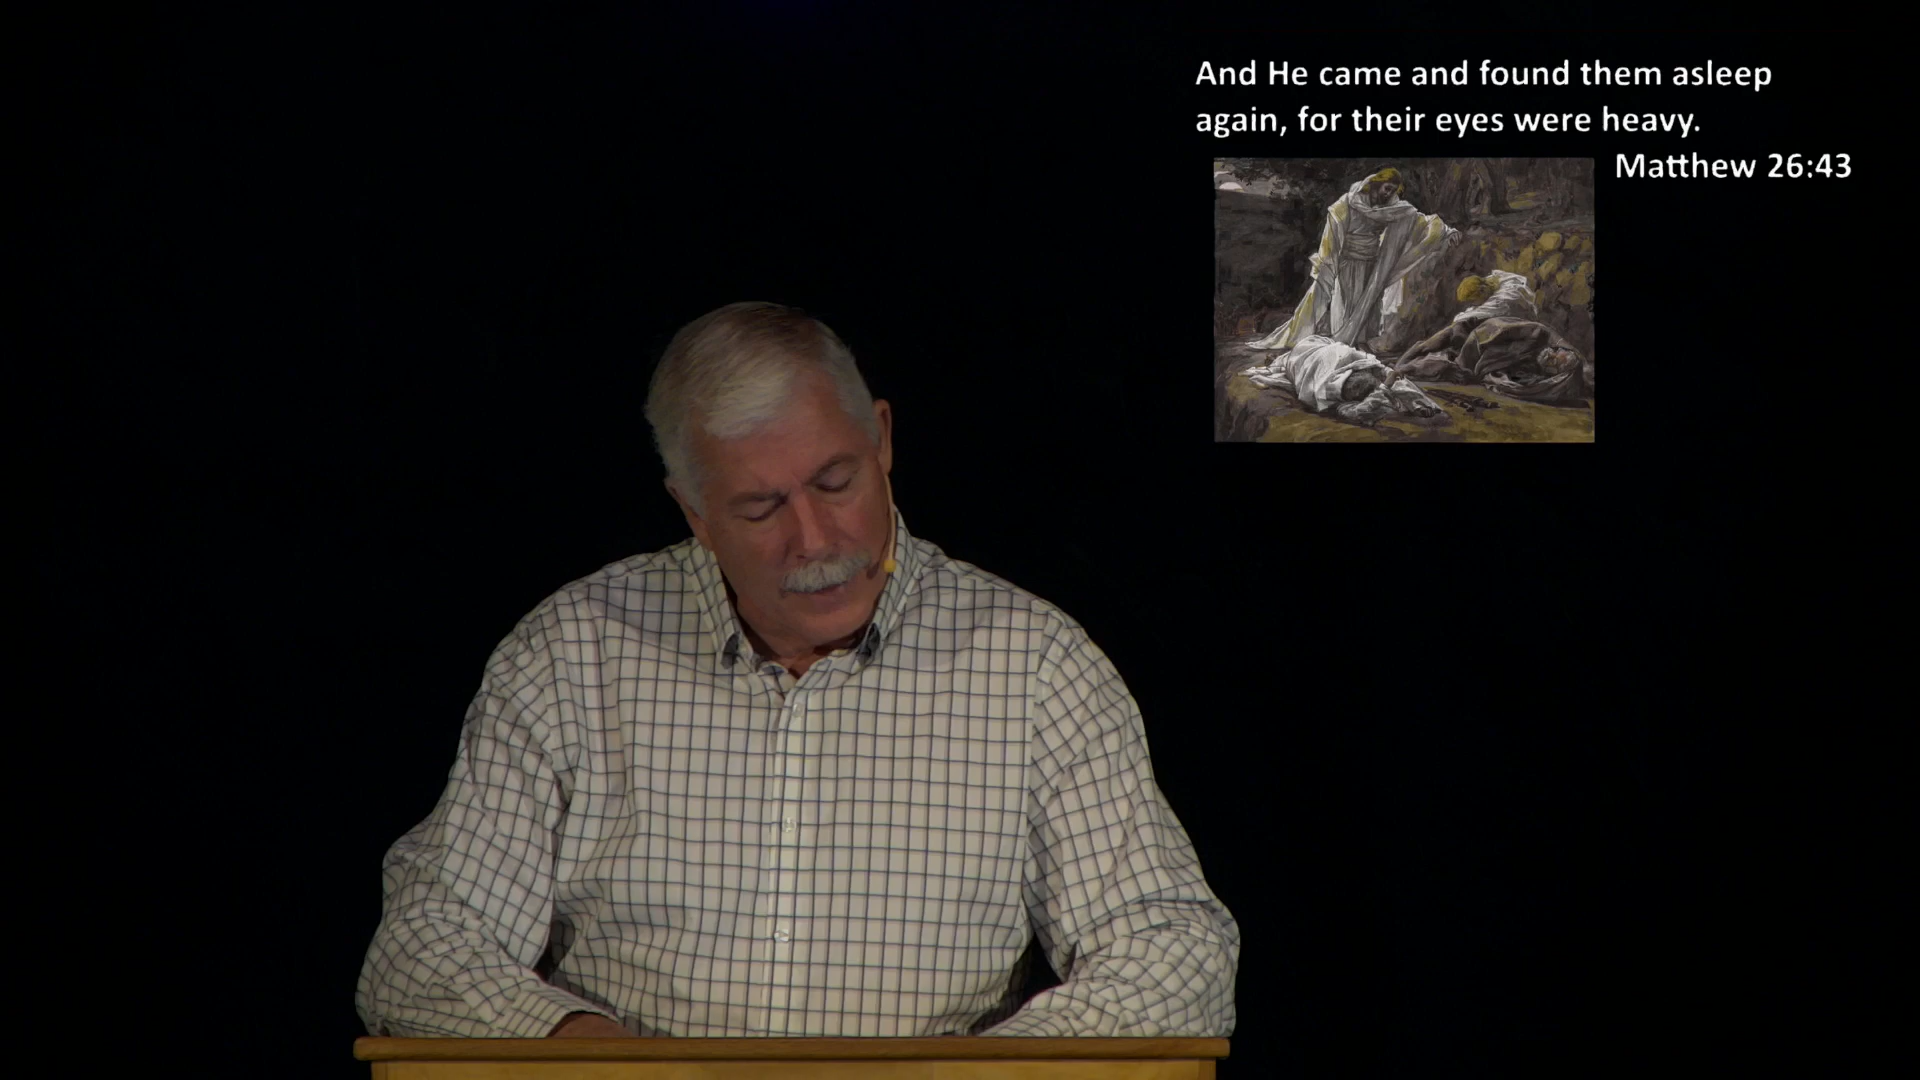 And He came and found them asleep
again, for their eyes were heavy.
Matthew 26:43